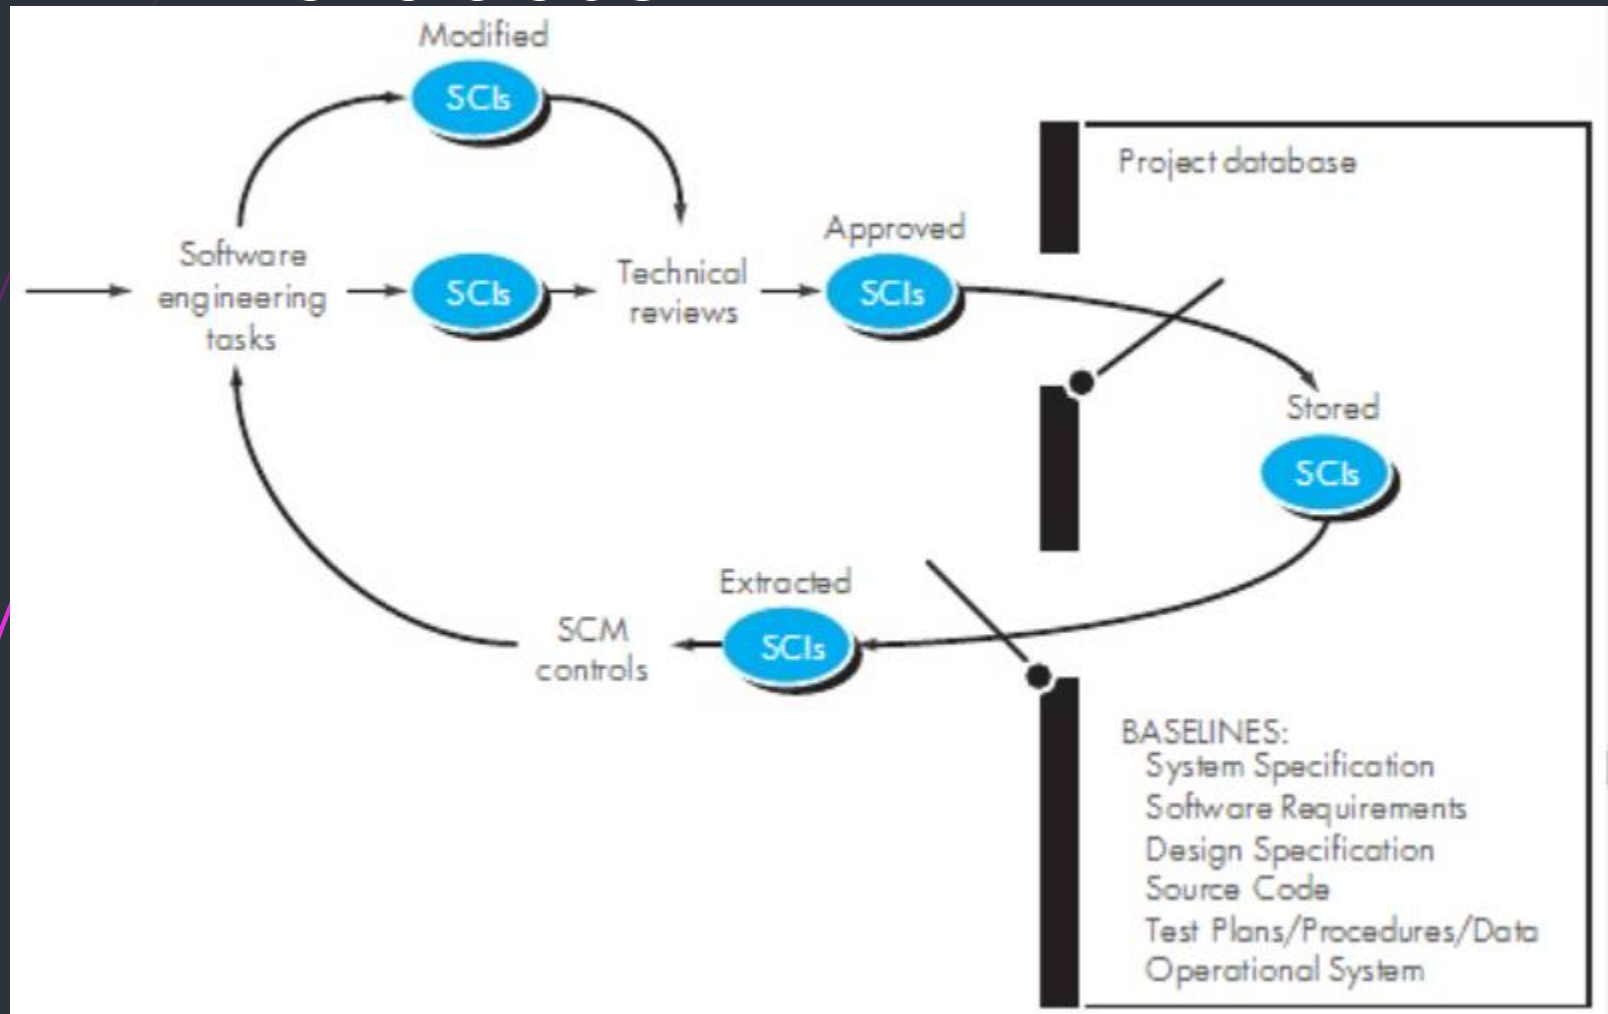 Modified
SCIs
Project database
Approved
Software
engineering
tasks
SCIs
Technical
reviews
SCIs
Stored
SCIs
Extracted
SCIs
SCM
controls
BASELINES:
System Specification
Software Requirements
Design Specification
Source Code
Test Plans/Procedures/Data
Operational System